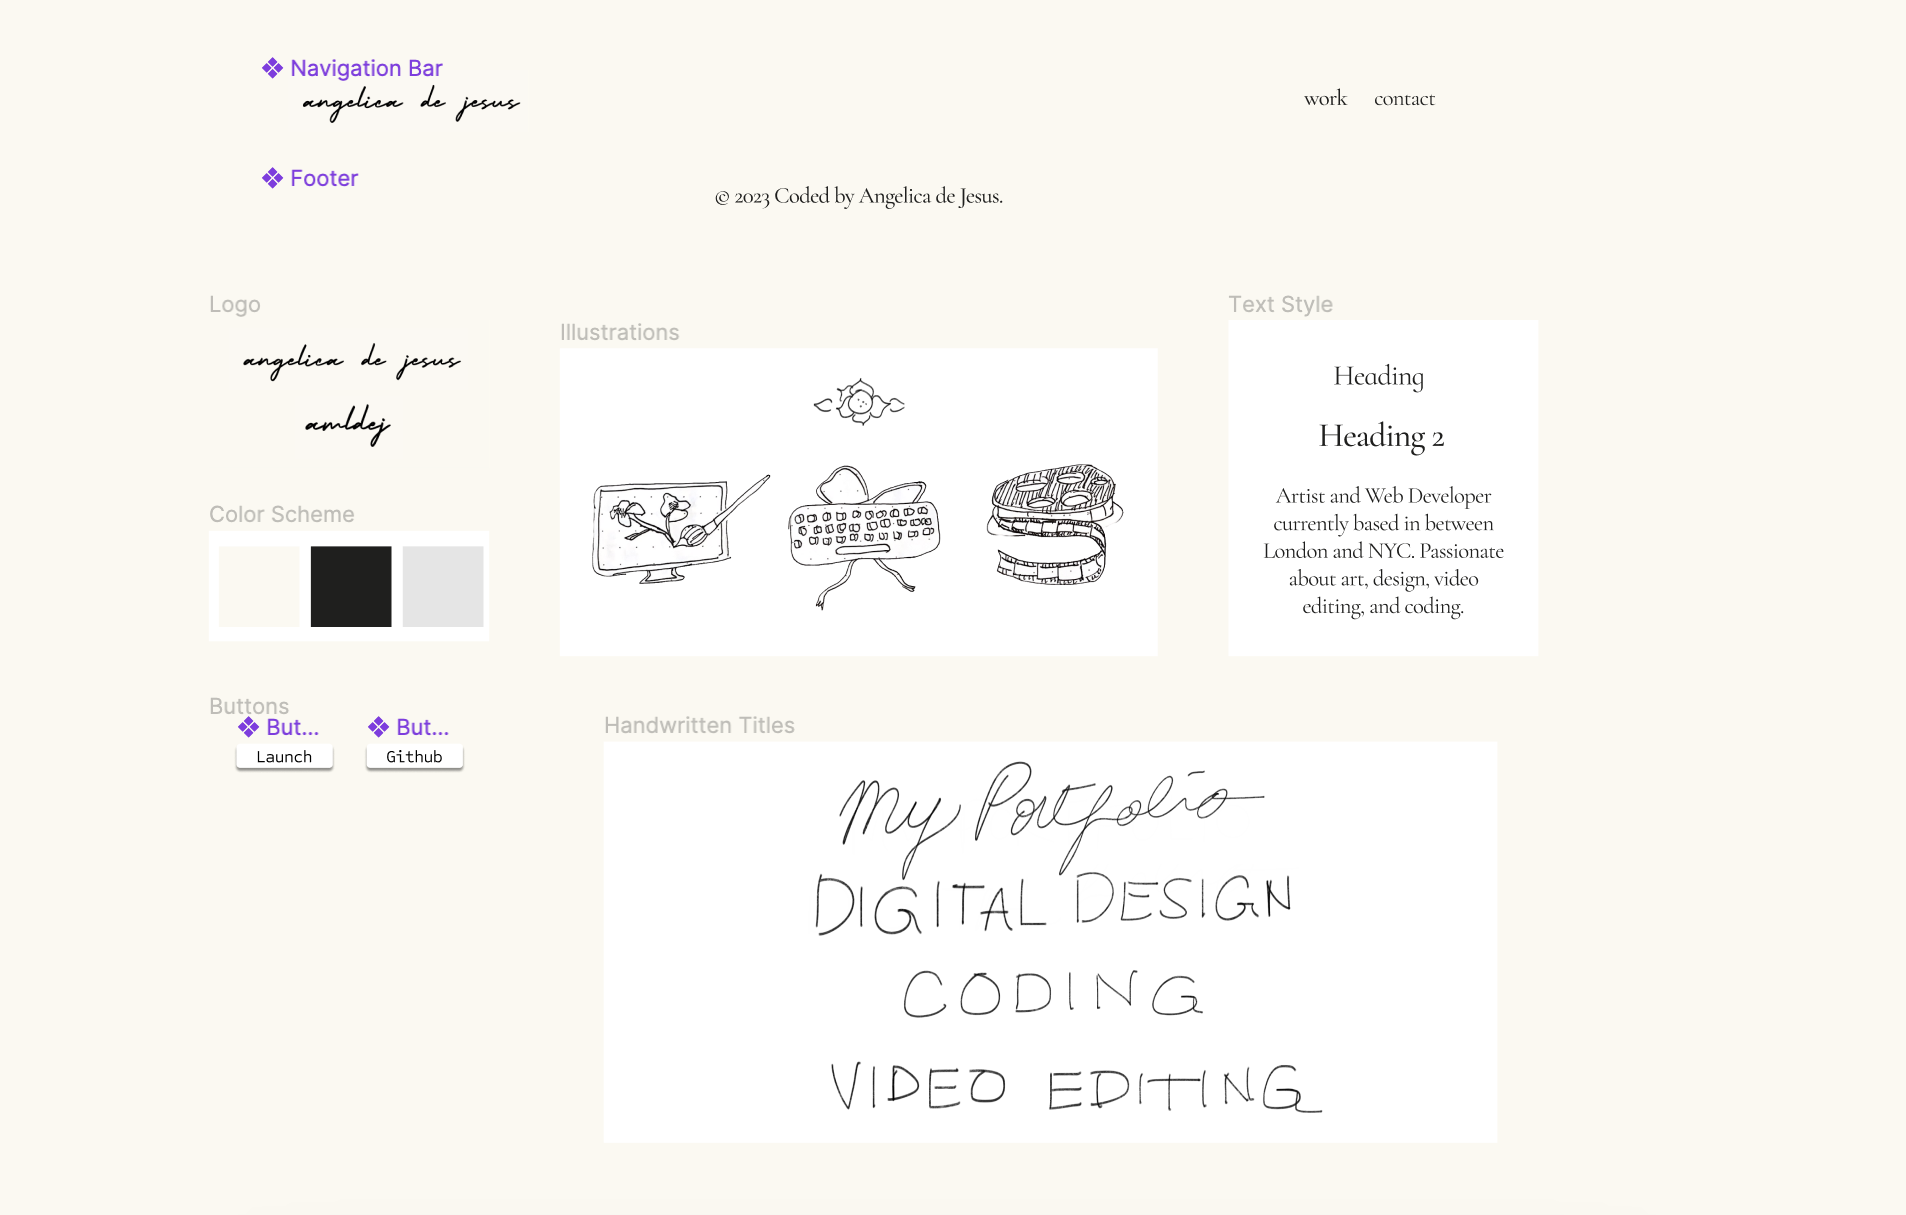 Navigation Bar
angelica de jesus
work contact
Footer
© 2023 Coded by Angelica de Jesus.
Logo
angelica de jesus
amldej
Color Scheme
Buttons
But...
Launch
But...
Github
Illustrations
Text Style
Heading
Heading 2
Artist and Web Developer
currently based in between
London and NYC. Passionate
about art, design, video
editing, and coding.
Handwritten Titles
My Portfolio
DIGITAL DESIGN
CODING
VIDEO EDITING